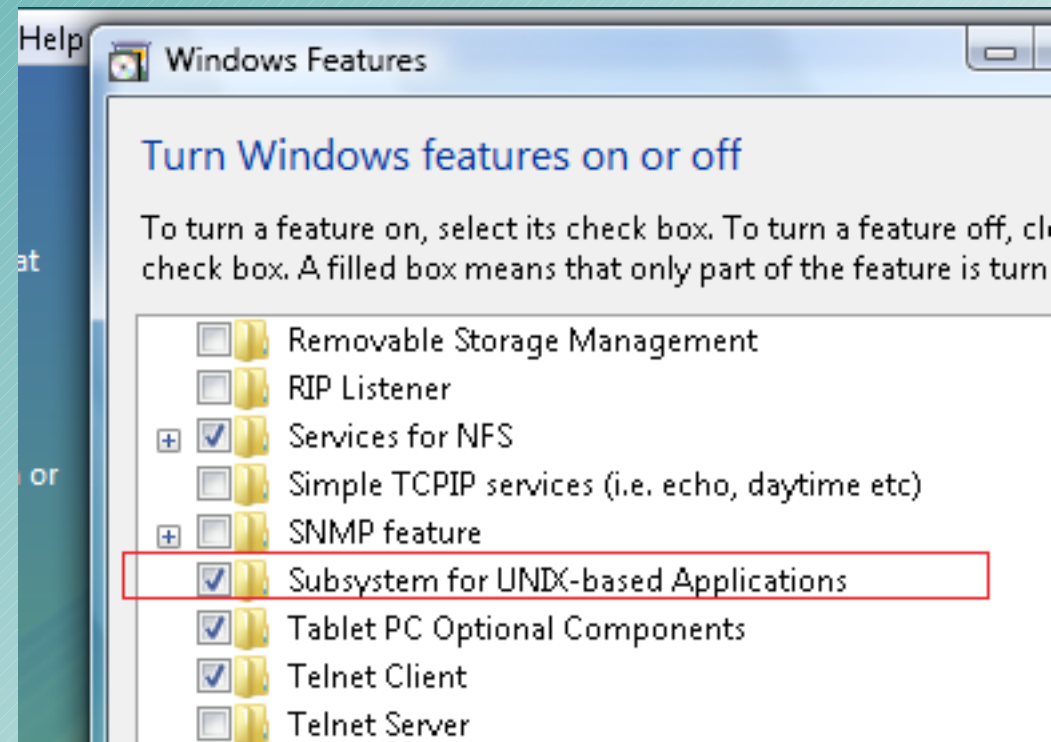 Help
Windows Features
Turn Windows features on or off
To turn a feature on, select its check box. To turn a feature off, cle
check box. A filled box means that only part of the feature is turn
at
Removable Storage Management
RIP Listener
Services for NFS
or
Simple TCPIP services (i.e. echo, daytime etc)
SNMP feature
Subsystem for UNIX-based Applications
Tablet PC Optional Components
Telnet Client
Telnet Server